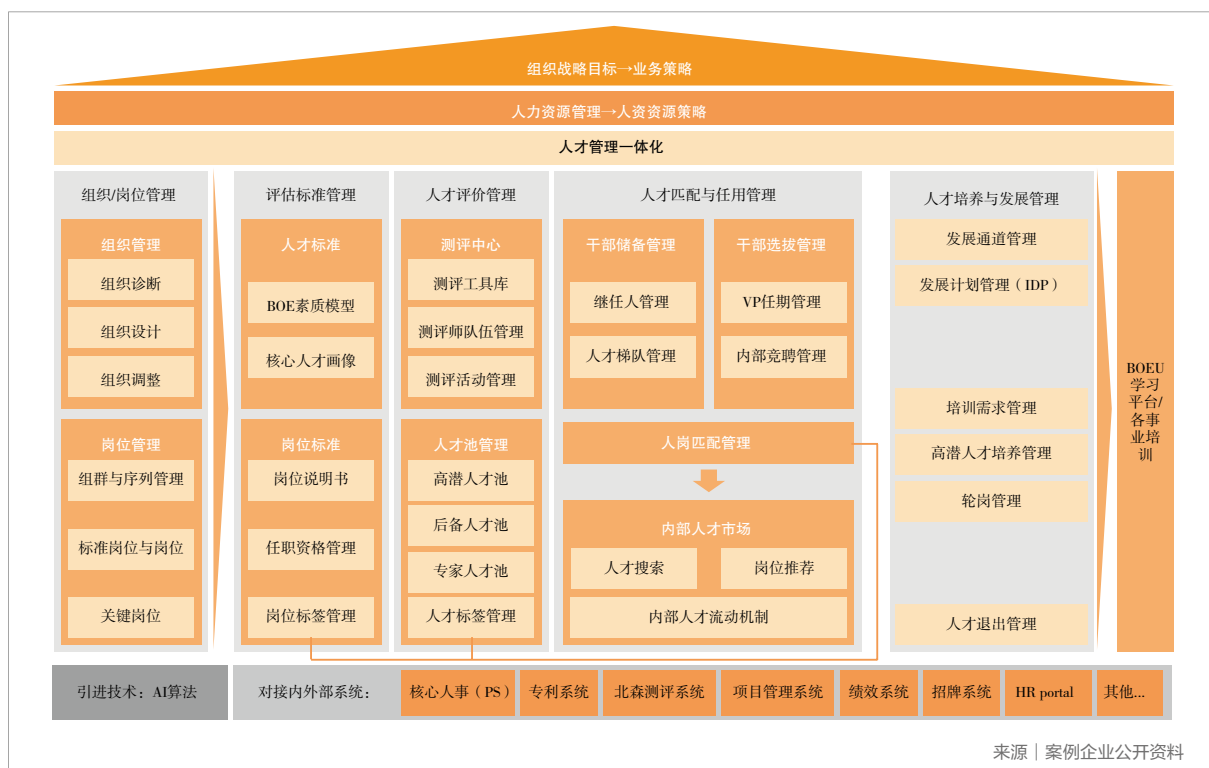 组织战略目标→业务策略
人力资源管理→人资资源策略
人才管理一体化
组织/岗位管理
组织管理
组织诊断
组织设计
组织调整
岗位管理
组群与序列管理
标准岗位与岗位
关键岗位
评估标准管理
人才标准
BOE素质模型
核心人才画像
岗位标准
岗位说明书
任职资格管理
岗位标签管理
人才评价管理
测评中心
测评工具库
测评师队伍管理
测评活动管理
人才池管理
高潜人才池
后备人才池
专家人才池
人才标签管理
人才匹配与任用管理
干部储备管理
继任人管理
人才梯队管理
干部选拔管理
VP任期管理
内部竞聘管理
人岗匹配管理
内部人才市场
人才搜索
岗位推荐
内部人才流动机制
人才培养与发展管理
发展通道管理
发展计划管理（IDP）
培训需求管理
高潜人才培养管理
轮岗管理
人才退出管理
BOEU
学习
平台/
各事
业培
训
引进技术：AI算法
对接内外部系统：
核心人事（PS）
专利系统
北森测评系统
项目管理系统
绩效系统
招牌系统
HR portal
其他...
来源｜案例企业公开资料